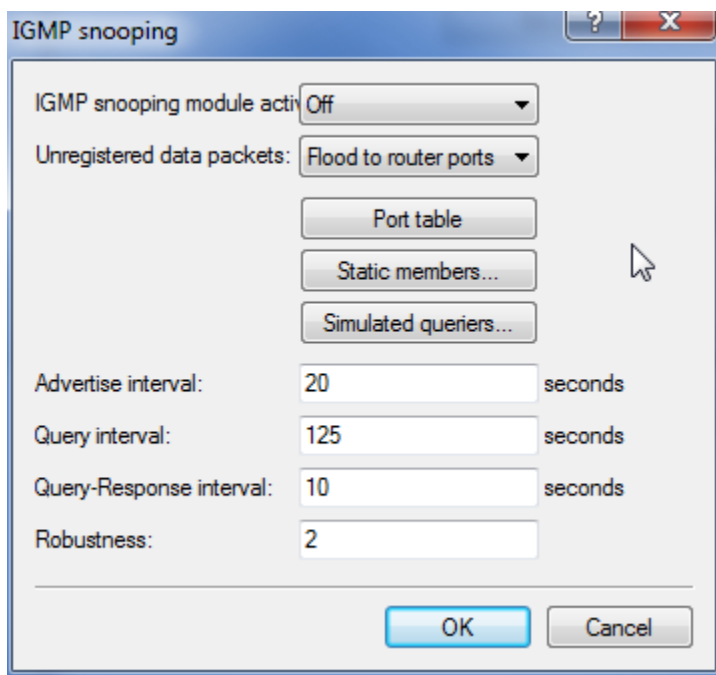 IGMP snooping
IGMP snooping module activ Off
Unregistered data packets: Flood to router ports
Port table
Static members...
Simulated queriers...
Advertise interval: 20 seconds
Query interval: 125 seconds
Query-Response interval: 10 seconds
Robustness: 2
OK Cancel